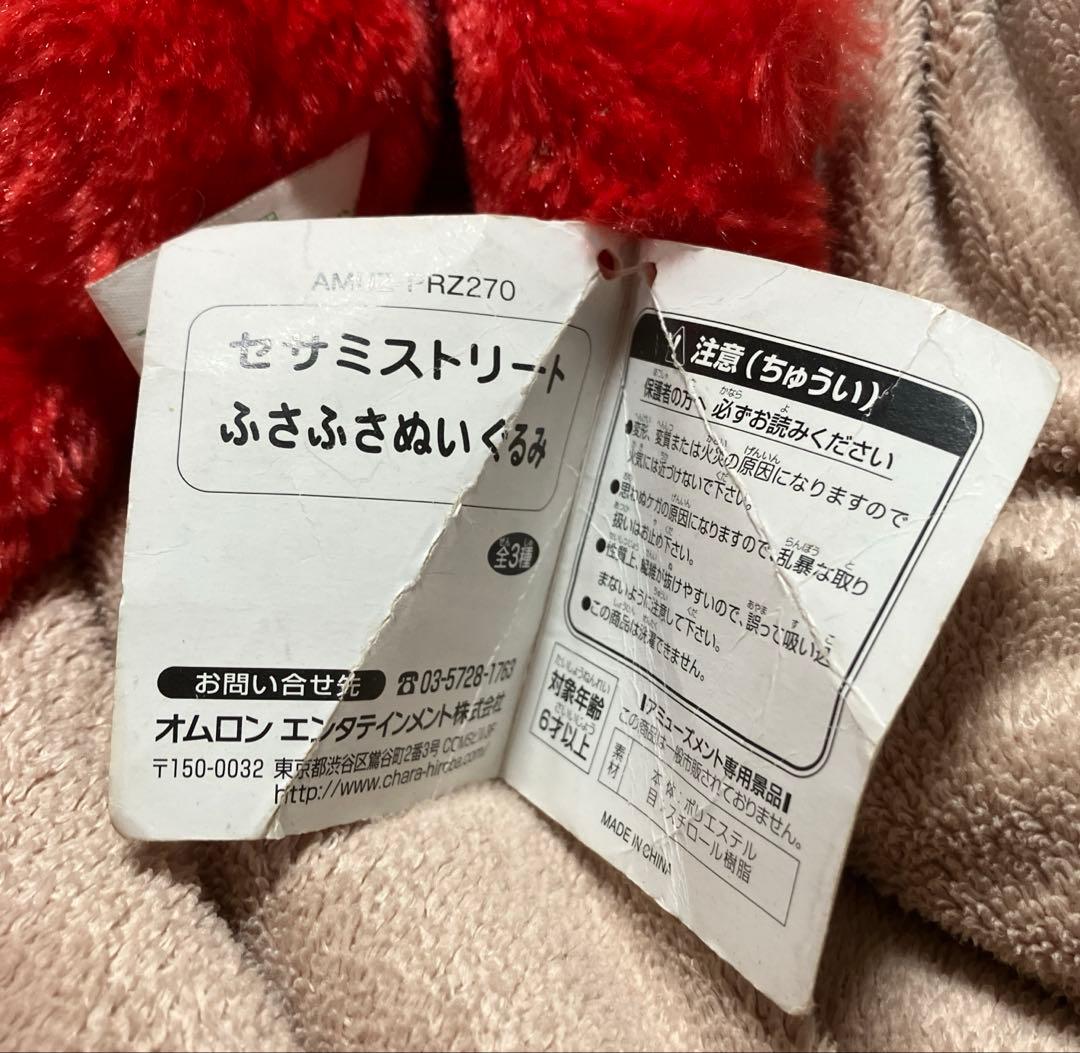 PRZ270
セサミストリート
ふさふさぬいぐるみ
全3種
お問い合せ先 ☎03-5728-1763
オムロン エンタテインメント株式会社
〒150-0032 東京都渋谷区鶯谷町2番3号
http://www.chara-hiroba.com/
注意(ちゅうい)
保護者の方へ 必ずお読みください
●変形、変質または火災の原因になりますので
火気には近づけないで下さい。
●思わぬケガの原因になりますので、乱暴な取り
扱いはお止め下さい。
●性質上、繊維が抜けやすいので、誤って吸い込
まないように注意して下さい。
●この商品は洗濯できません。
対象年齢
6才以上
アミューズメント専用景品
この商品は一般市販されておりません。
素材
本体・ポリエステル
目・スチロール樹脂
MADE IN CHINA